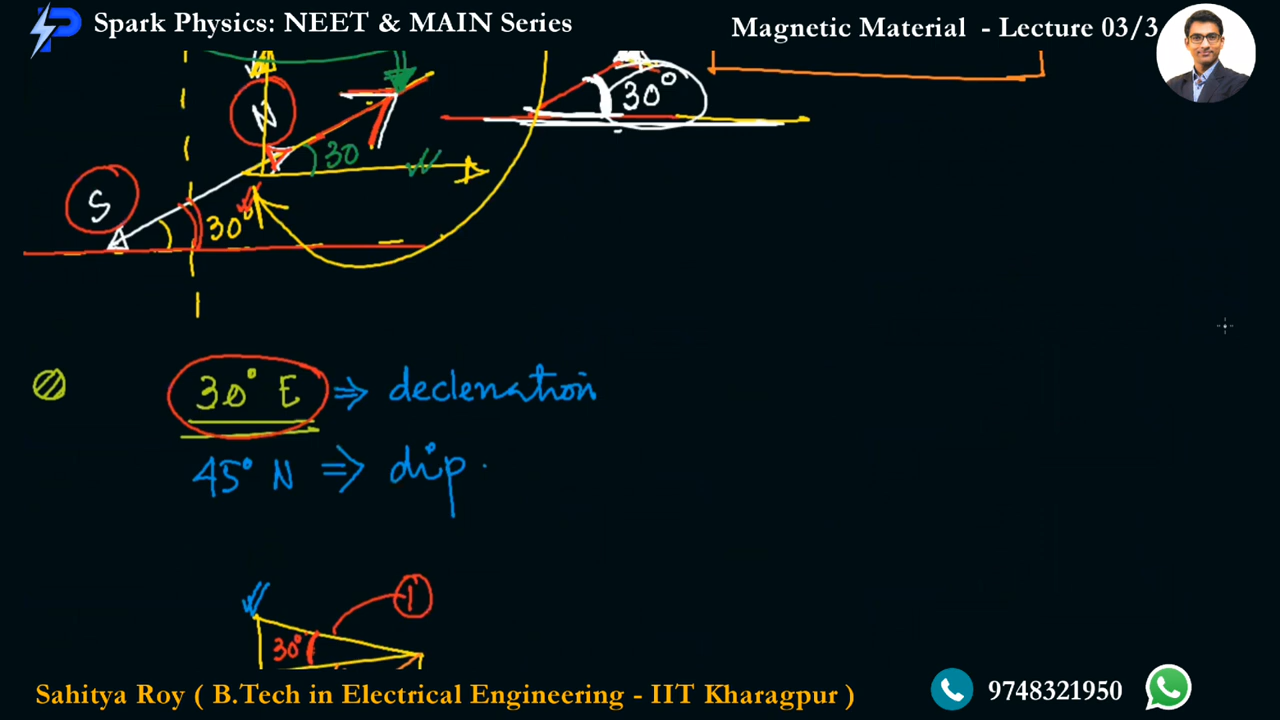 Spark Physics: NEET & MAIN Series
Magnetic Material - Lecture 03/3
N
30°
30
S
30°
30° E ⇒ declenation
45° N ⇒ dip.
1
30°
Sahitya Roy ( B.Tech in Electrical Engineering - IIT Kharagpur )
9748321950